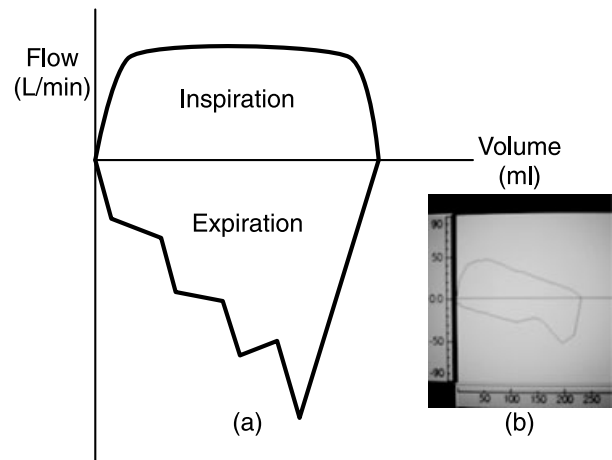 Flow
(L/min)
Inspiration
Volume
(ml)
Expiration
90
50
0.0
-50
-90
50 100 150 200 250
(a)
(b)